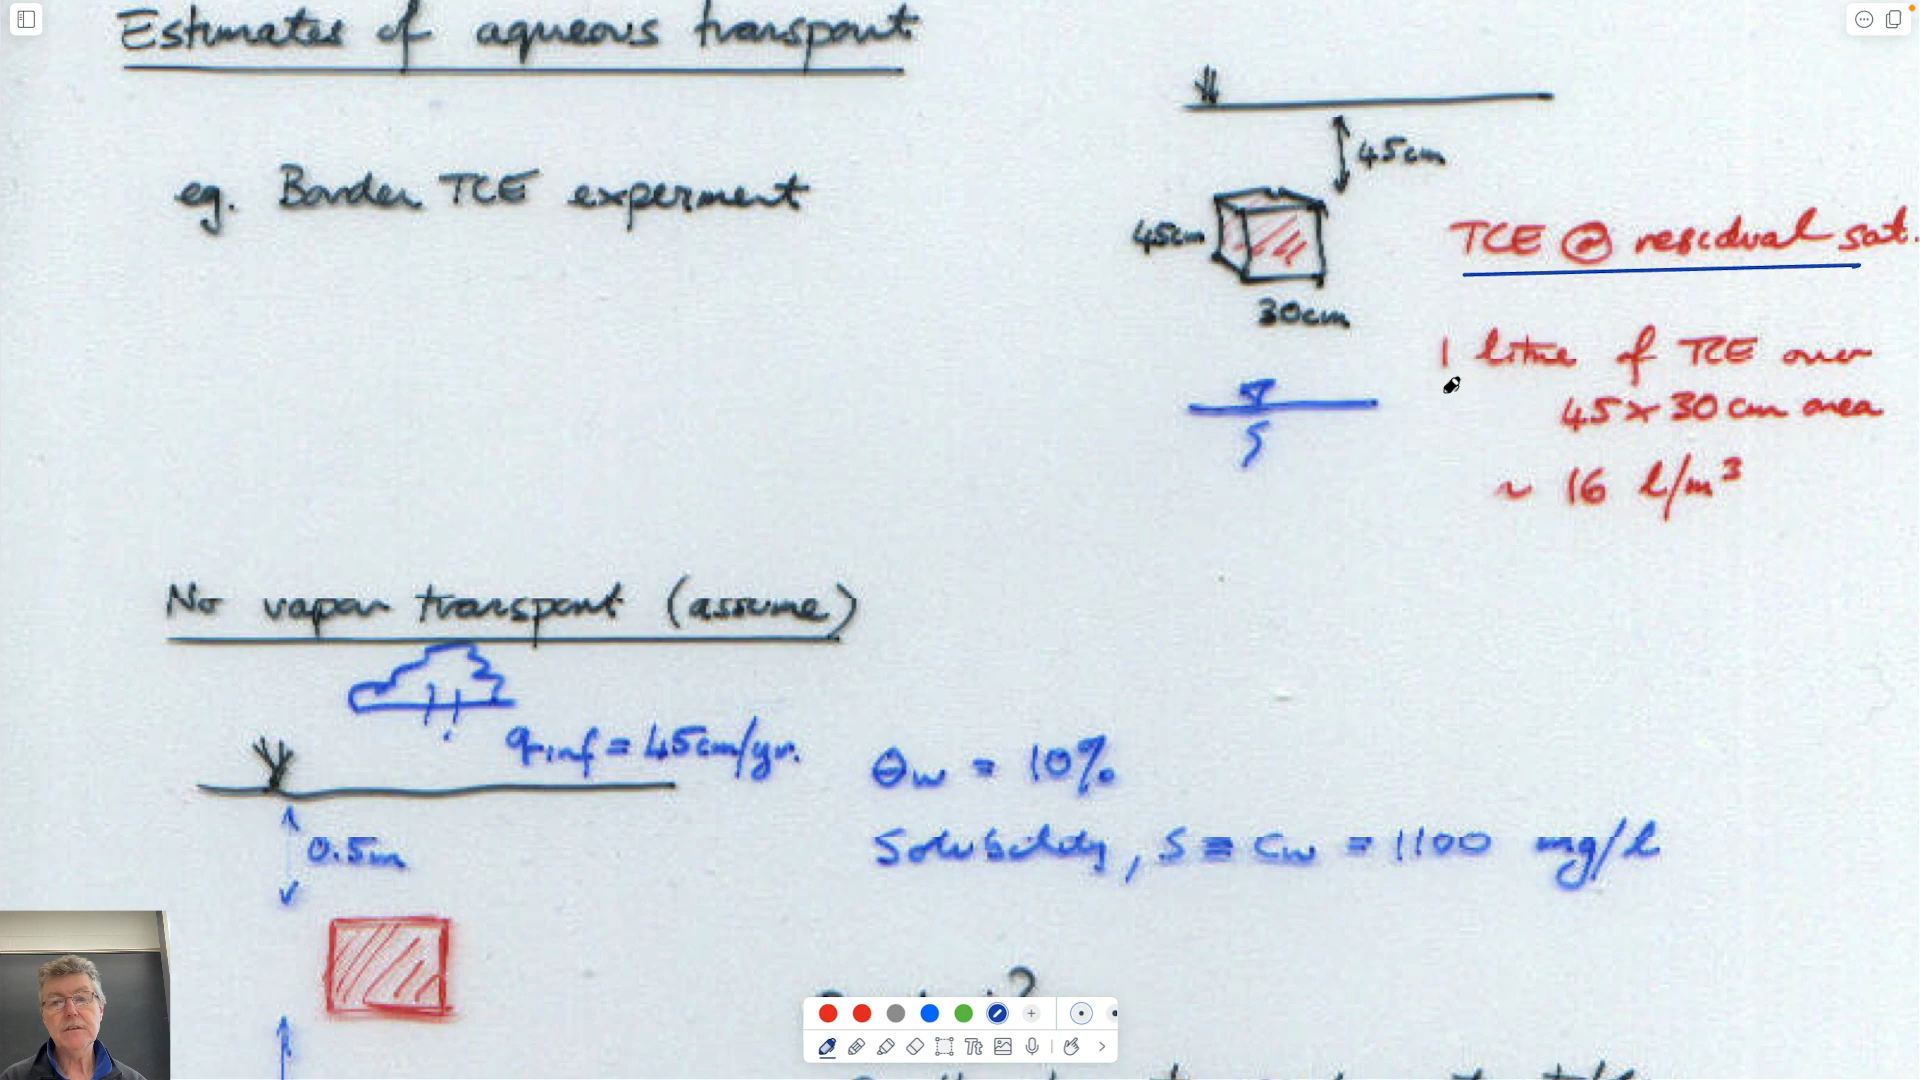 Estimates of aqueous transport
eg. Borden TCE experiment
45cm
45cm
30cm
TCE @ residual sat.
1 litre of TCE over
45 x 30 cm area
~ 16 l/m³
No vapor transport (assume)
qinf = 45cm/yr.
0.5m
θw = 10%
Solubility, S ≡ Cw = 1100 mg/l
Tt